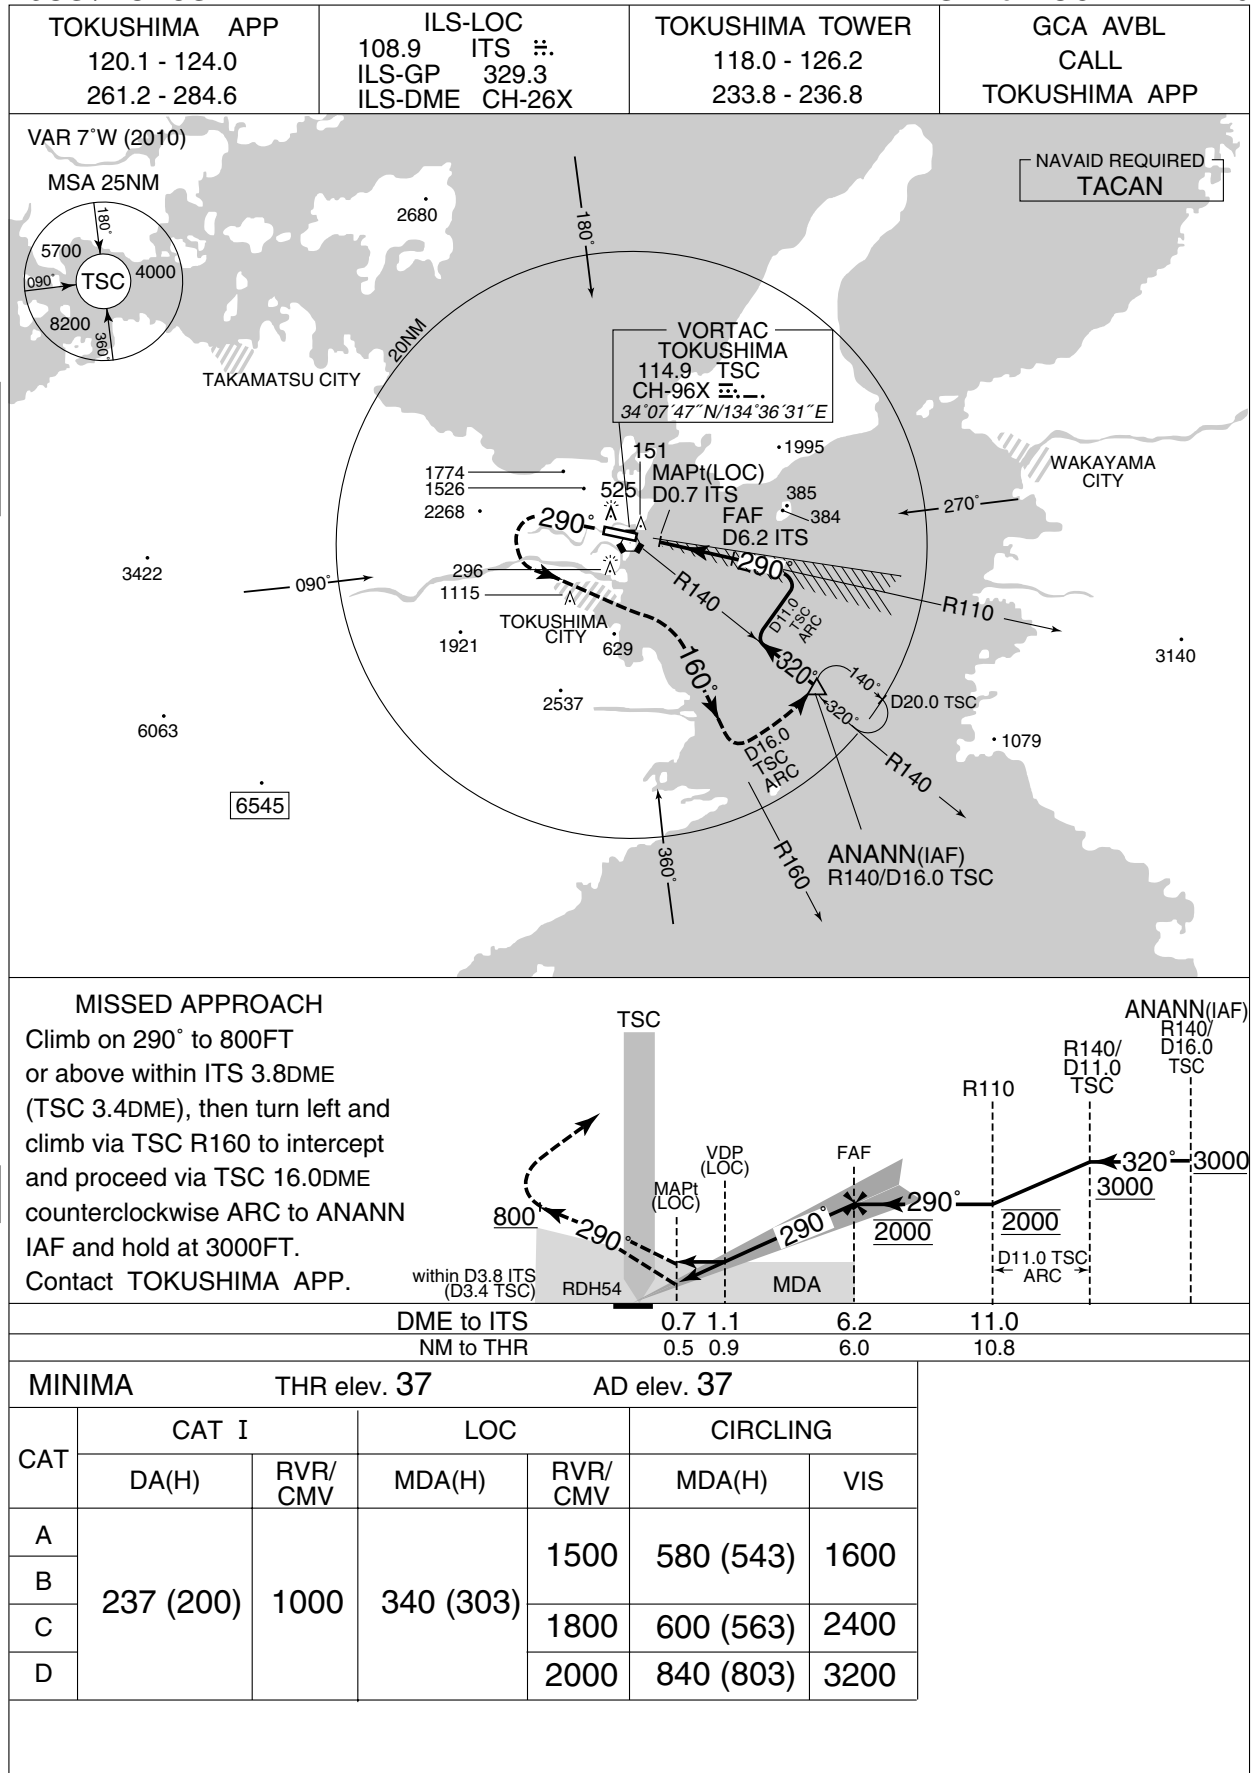 TOKUSHIMA APP
120.1 - 124.0
261.2 - 284.6
ILS-LOC
108.9 ITS
ILS-GP 329.3
ILS-DME CH-26X
TOKUSHIMA TOWER
118.0 - 126.2
233.8 - 236.8
GCA AVBL
CALL
TOKUSHIMA APP
VAR 7°W (2010)
MSA 25NM
180°
5700
4000
090°
TSC
8200
360°
NAVAID REQUIRED
TACAN
2680
180°
20NM
TAKAMATSU CITY
VORTAC
TOKUSHIMA
114.9 TSC
CH-96X
34°07´47˝N/134°36´31˝E
151
1995
WAKAYAMA
CITY
1774
1526
2268
525
MAPt(LOC)
D0.7 ITS
FAF
D6.2 ITS
385
384
270°
290°
290°
3422
090°
296
1115
R140
R110
TOKUSHIMA
CITY
D11.0
TSC
ARC
1921
629
3140
160°
320°
140°
320°
D20.0 TSC
2537
6063
D16.0
TSC
ARC
1079
R140
6545
360°
R160
ANANN(IAF)
R140/D16.0 TSC
MISSED APPROACH
Climb on 290° to 800FT
or above within ITS 3.8DME
(TSC 3.4DME), then turn left and
climb via TSC R160 to intercept
and proceed via TSC 16.0DME
counterclockwise ARC to ANANN
IAF and hold at 3000FT.
Contact TOKUSHIMA APP.
TSC
ANANN(IAF)
R140/
D16.0
TSC
R140/
D11.0
TSC
R110
VDP
(LOC)
FAF
MAPt
(LOC)
320°
3000
3000
800
290°
290°
290°
2000
2000
D11.0 TSC
ARC
within D3.8 ITS
(D3.4 TSC)
RDH54
MDA
DME to ITS 0.7 1.1 6.2 11.0
NM to THR 0.5 0.9 6.0 10.8
MINIMA THR elev. 37 AD elev. 37
CAT
CAT I LOC CIRCLING
DA(H) RVR/CMV MDA(H) RVR/CMV MDA(H) VIS
A
B
C
D
237 (200) 1000 340 (303)
1500 580 (543) 1600
1800 600 (563) 2400
2000 840 (803) 3200